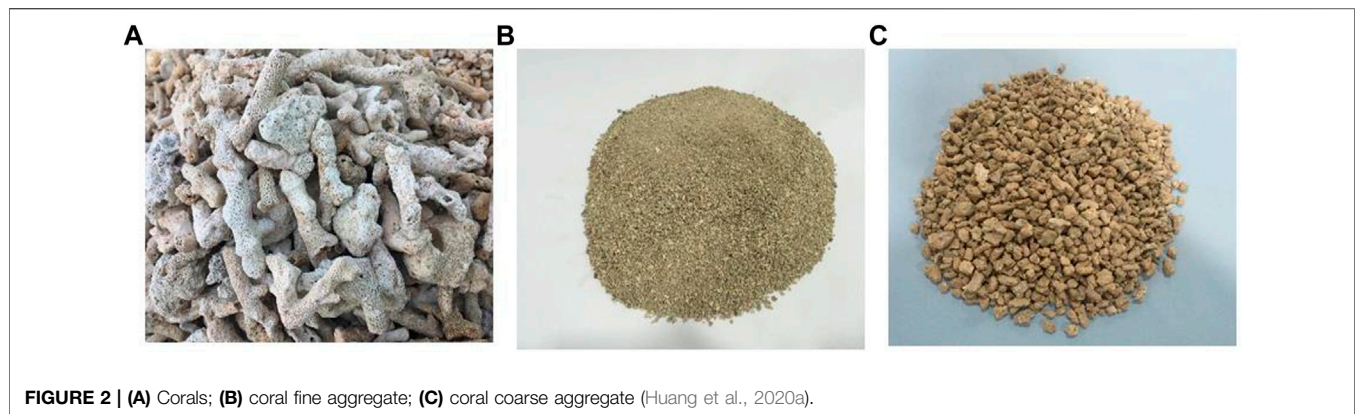 A
B
C
FIGURE 2 | (A) Corals; (B) coral fine aggregate; (C) coral coarse aggregate (Huang et al., 2020a).